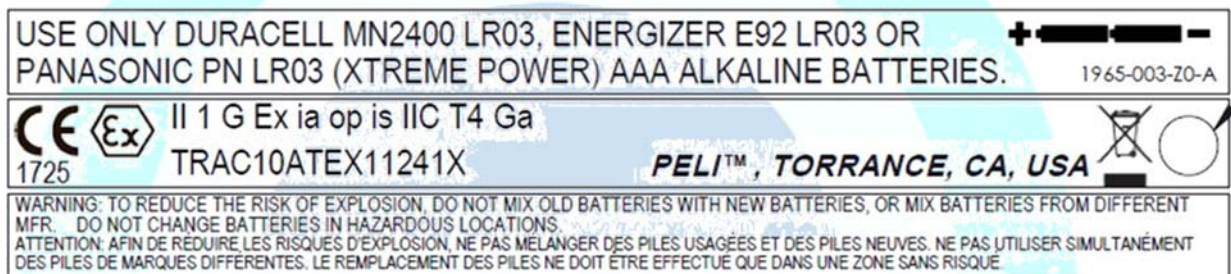 USE ONLY DURACELL MN2400 LR03, ENERGIZER E92 LR03 OR
PANASONIC PN LR03 (XTREME POWER) AAA ALKALINE BATTERIES.
+ −
1965-003-Z0-A
CE 1725
Ex
II 1 G Ex ia op is IIC T4 Ga
TRAC10ATEX11241X
PELI™, TORRANCE, CA, USA
WARNING: TO REDUCE THE RISK OF EXPLOSION, DO NOT MIX OLD BATTERIES WITH NEW BATTERIES, OR MIX BATTERIES FROM DIFFERENT
MFR. DO NOT CHANGE BATTERIES IN HAZARDOUS LOCATIONS.
ATTENTION: AFIN DE RÉDUIRE LES RISQUES D'EXPLOSION, NE PAS MÉLANGER DES PILES USAGÉES ET DES PILES NEUVES. NE PAS UTILISER SIMULTANÉMENT
DES PILES DE MARQUES DIFFÉRENTES. LE REMPLACEMENT DES PILES NE DOIT ÊTRE EFFECTUÉ QUE DANS UNE ZONE SANS RISQUE.